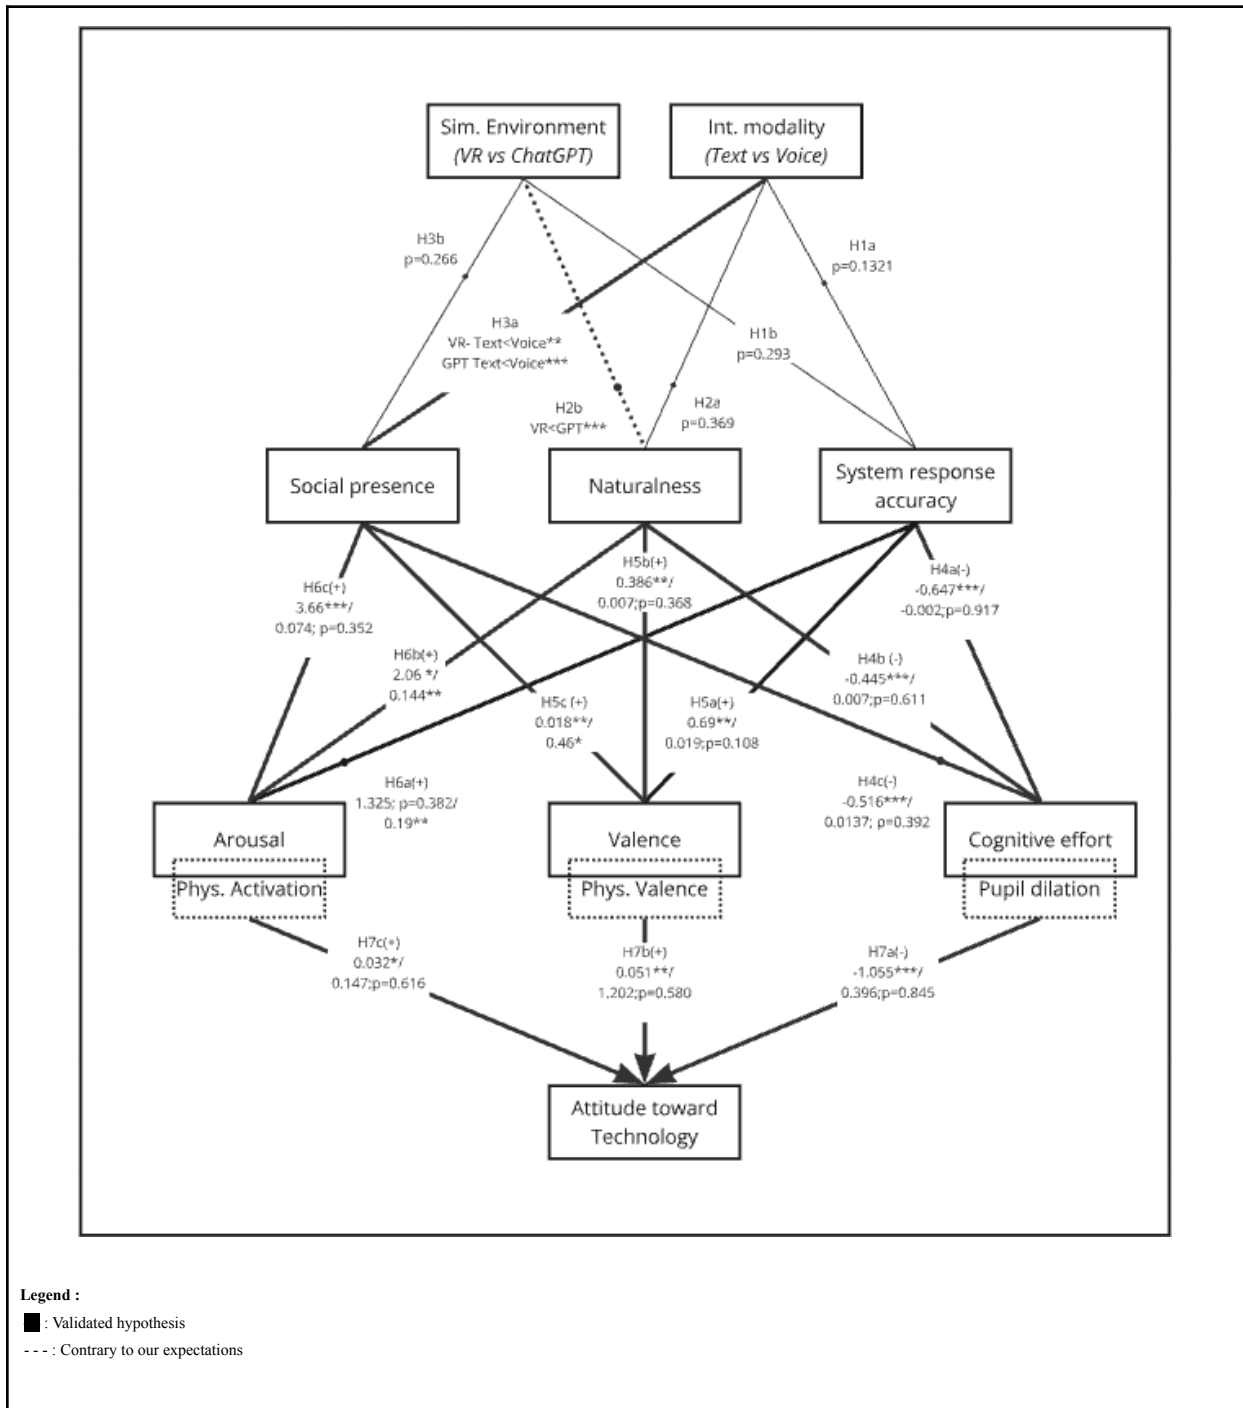 Sim. Environment
(VR vs ChatGPT)
Int. modality
(Text vs Voice)
H3b
p=0.266
H1a
p=0.1321
H3a
VR- Text<Voice**
GPT Text<Voice***
H1b
p=0.293
H2b
VR<GPT***
H2a
p=0.369
Social presence
Naturalness
System response
accuracy
H6c(+)
3.66***/
0.074; p=0.352
H5b(+)
0.386**/
0.007;p=0.368
H4a(-)
-0.647***/
-0.002;p=0.917
H6b(+)
2.06 */
0.144**
H5c (+)
0.018**/
0.46*
H5a(+)
0.69**/
0.019;p=0.108
H4b (-)
-0.445***/
0.007;p=0.611
H6a(+)
1.325; p=0.382/
0.19**
H4c(-)
-0.516***/
0.0137; p=0.392
Arousal
Phys. Activation
Valence
Phys. Valence
Cognitive effort
Pupil dilation
H7c(+)
0.032*/
0.147;p=0.616
H7b(+)
0.051**/
1.202;p=0.580
H7a(-)
-1.055***/
0.396;p=0.845
Attitude toward
Technology
Legend :
: Validated hypothesis
- - - : Contrary to our expectations